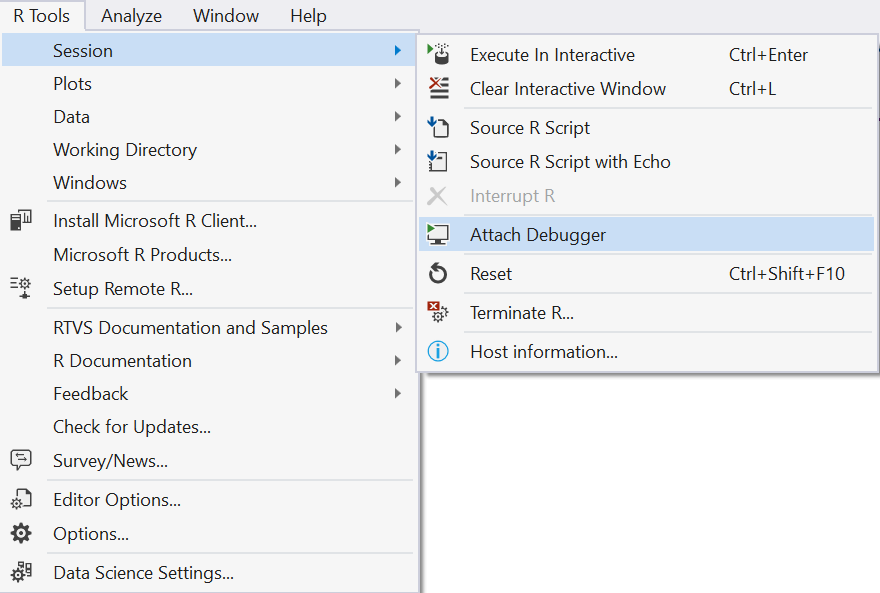 R Tools Analyze Window Help
Session
Plots
Data
Working Directory
Windows
Install Microsoft R Client...
Microsoft R Products...
Setup Remote R...
RTVS Documentation and Samples
R Documentation
Feedback
Check for Updates...
Survey/News...
Editor Options...
Options...
Data Science Settings...
Execute In Interactive Ctrl+Enter
Clear Interactive Window Ctrl+L
Source R Script
Source R Script with Echo
Interrupt R
Attach Debugger
Reset Ctrl+Shift+F10
Terminate R...
Host information...